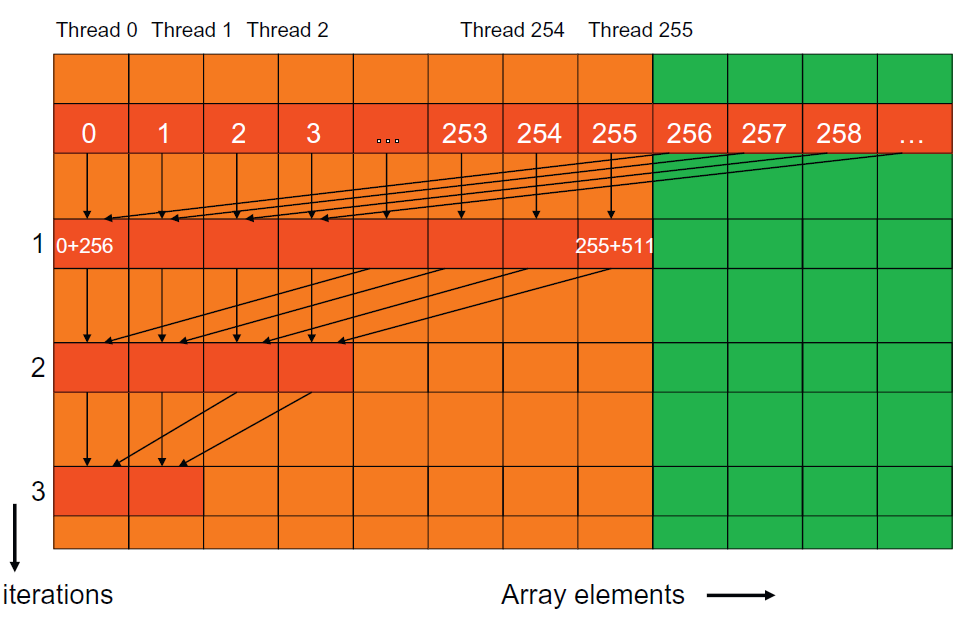 Thread 0 Thread 1 Thread 2 Thread 254 Thread 255
0 1 2 3 ... 253 254 255 256 257 258 ...
1 0+256 255+511
2
3
iterations Array elements